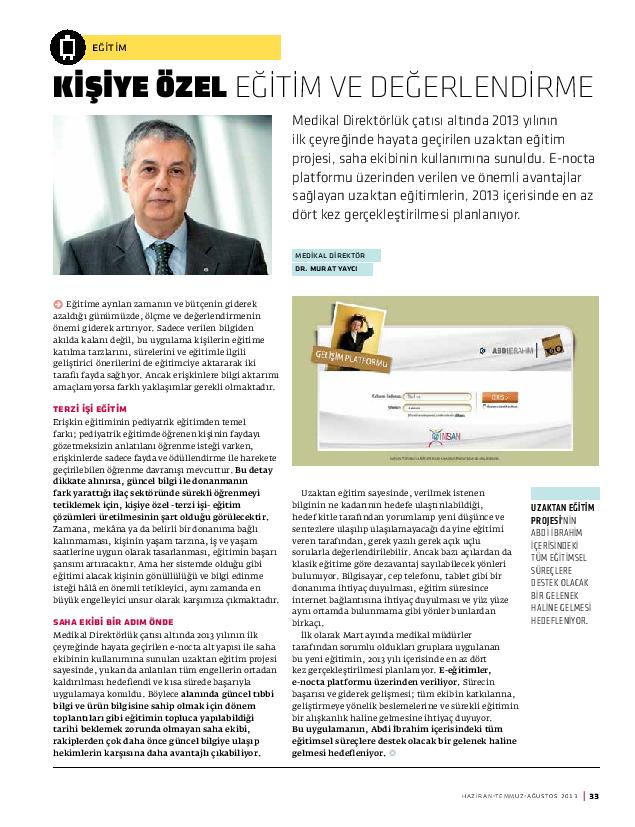 EĞİTİM
KİŞİYE ÖZEL EĞİTİM VE DEĞERLENDİRME
Medikal Direktörlük çatısı altında 2013 yılının
ilk çeyreğinde hayata geçirilen uzaktan eğitim
projesi, saha ekibinin kullanımına sunuldu. E-nocta
platformu üzerinden verilen ve önemli avantajlar
sağlayan uzaktan eğitimlerin, 2013 içerisinde en az
dört kez gerçekleştirilmesi planlanıyor.
MEDİKAL DİREKTÖR
DR. MURAT YAYCI
Eğitime ayrılan zamanın ve bütçenin giderek
azaldığı günümüzde, ölçme ve değerlendirmenin
önemi giderek artırıyor. Sadece verilen bilgiden
akılda kalanı değil, bu uygulama kişilerin eğitime
katılma tarzlarını, sürelerini ve eğitimle ilgili
geliştirici önerilerini de eğitimciye aktararak iki
taraflı fayda sağlıyor. Ancak erişkinlere bilgi aktarımı
amaçlanıyorsa farklı yaklaşımlar gerekli olmaktadır.
TERZİ İŞİ EĞİTİM
Erişkin eğitiminin pediyatrik eğitimden temel
farkı; pediyatrik eğitimde öğrenen kişinin faydayı
gözetmeksizin anlatılanı öğrenme isteği varken,
erişkinlerde sadece fayda ve ödüllendirme ile harekete
geçirilebilen öğrenme davranışı mevcuttur. Bu detay
dikkate alınırsa, güncel bilgi ile donanmanın
fark yarattığı ilaç sektöründe sürekli öğrenmeyi
tetiklemek için, kişiye özel -terzi işi- eğitim
çözümleri üretilmesinin şart olduğu görülecektir.
Zamana, mekâna ya da belirli bir donanıma bağlı
kalınmaması, kişinin yaşam tarzına, iş ve yaşam
saatlerine uygun olarak tasarlanması, eğitimin başarı
şansını artıracaktır. Ama her sistemde olduğu gibi
eğitimi alacak kişinin gönüllülüğü ve bilgi edinme
isteği hâlâ en önemli tetikleyici, aynı zamanda en
büyük engelleyici unsur olarak karşımıza çıkmaktadır.
SAHA EKİBİ BİR ADIM ÖNDE
Medikal Direktörlük çatısı altında 2013 yılının ilk
çeyreğinde hayata geçirilen e-nocta alt yapısı ile saha
ekibinin kullanımına sunulan uzaktan eğitim projesi
sayesinde, yukarıda anlatılan tüm engellerin ortadan
kaldırılması hedeflendi ve kısa sürede başarıyla
uygulamaya konuldu. Böylece alanında güncel tıbbi
bilgi ve ürün bilgisine sahip olmak için dönem
toplantıları gibi eğitimin topluca yapılabildiği
tarihi beklemek zorunda olmayan saha ekibi,
rakiplerden çok daha önce güncel bilgiye ulaşıp
hekimlerin karşısına daha avantajlı çıkabiliyor.
GELİŞİM PLATFORMU
ABDİ İBRAHİM
GİRİŞ >
İNSAN
Uzaktan eğitim sayesinde, verilmek istenen
bilginin ne kadarının hedefe ulaştırılabildiği,
hedef kitle tarafından yorumlanıp yeni düşünce ve
sentezlere ulaşılıp ulaşılamayacağı da yine eğitimi
veren tarafından, gerek yazılı gerek açık uçlu
sorularla değerlendirilebilir. Ancak bazı açılardan da
klasik eğitime göre dezavantaj sayılabilecek yönleri
bulunuyor. Bilgisayar, cep telefonu, tablet gibi bir
donanıma ihtiyaç duyulması, eğitim süresince
internet bağlantısına ihtiyaç duyulması ve yüz yüze
aynı ortamda bulunmama gibi yönler bunlardan
birkaçı.
İlk olarak Mart ayında medikal müdürler
tarafından sorumlu oldukları gruplara uygulanan
bu yeni eğitimin, 2013 yılı içerisinde en az dört
kez gerçekleştirilmesi planlanıyor. E-eğitimler,
e-nocta platformu üzerinden veriliyor. Sürecin
başarısı ve giderek gelişmesi; tüm ekibin katkılarına,
geliştirmeye yönelik beslemelerine ve sürekli eğitimin
bir alışkanlık haline gelmesine ihtiyaç duyuyor.
Bu uygulamanın, Abdi İbrahim içerisindeki tüm
eğitimsel süreçlere destek olacak bir gelenek haline
gelmesi hedefleniyor.
UZAKTAN EĞİTİM
PROJESİ'NİN
ABDİ İBRAHİM
İÇERİSİNDEKİ
TÜM EĞİTİMSEL
SÜREÇLERE
DESTEK OLACAK
BİR GELENEK
HALİNE GELMESİ
HEDEFLENİYOR.
HAZİRAN-TEMMUZ-AĞUSTOS 2013 | 33